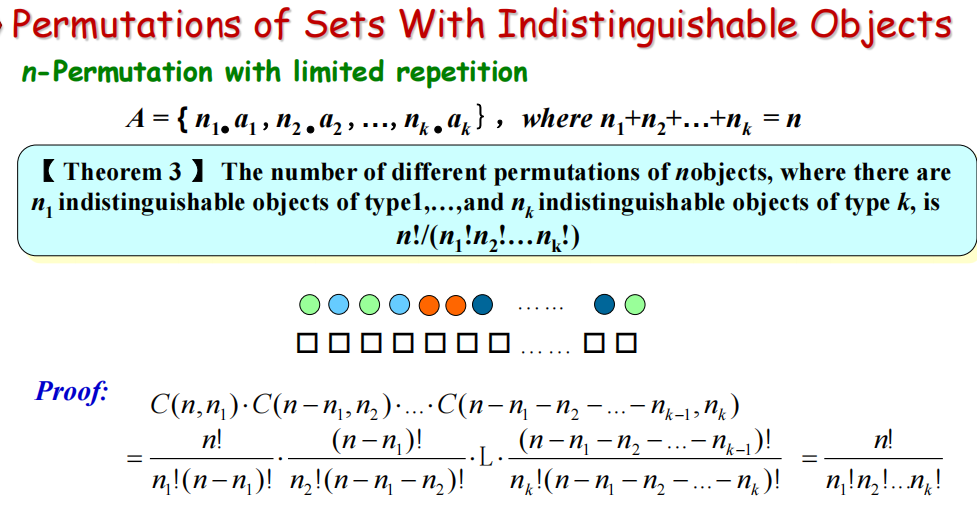 Permutations of Sets With Indistinguishable Objects
n-Permutation with limited repetition
A = { n₁•a₁ , n₂•a₂ , …, nₖ•aₖ } , where n₁+n₂+…+nₖ = n
【 Theorem 3 】 The number of different permutations of nobjects, where there are
n₁ indistinguishable objects of type1,…,and nₖ indistinguishable objects of type k, is
n!/(n₁!n₂!…nₖ!)
……
……
Proof:
C(n,n₁)·C(n−n₁,n₂)·…·C(n−n₁−n₂−…−nₖ₋₁,nₖ)
= n!/(n₁!(n−n₁)!) · (n−n₁)!/(n₂!(n−n₁−n₂)!) ·L· (n−n₁−n₂−…−nₖ₋₁)!/(nₖ!(n−n₁−n₂−…−nₖ)!) = n!/(n₁!n₂!…nₖ!)